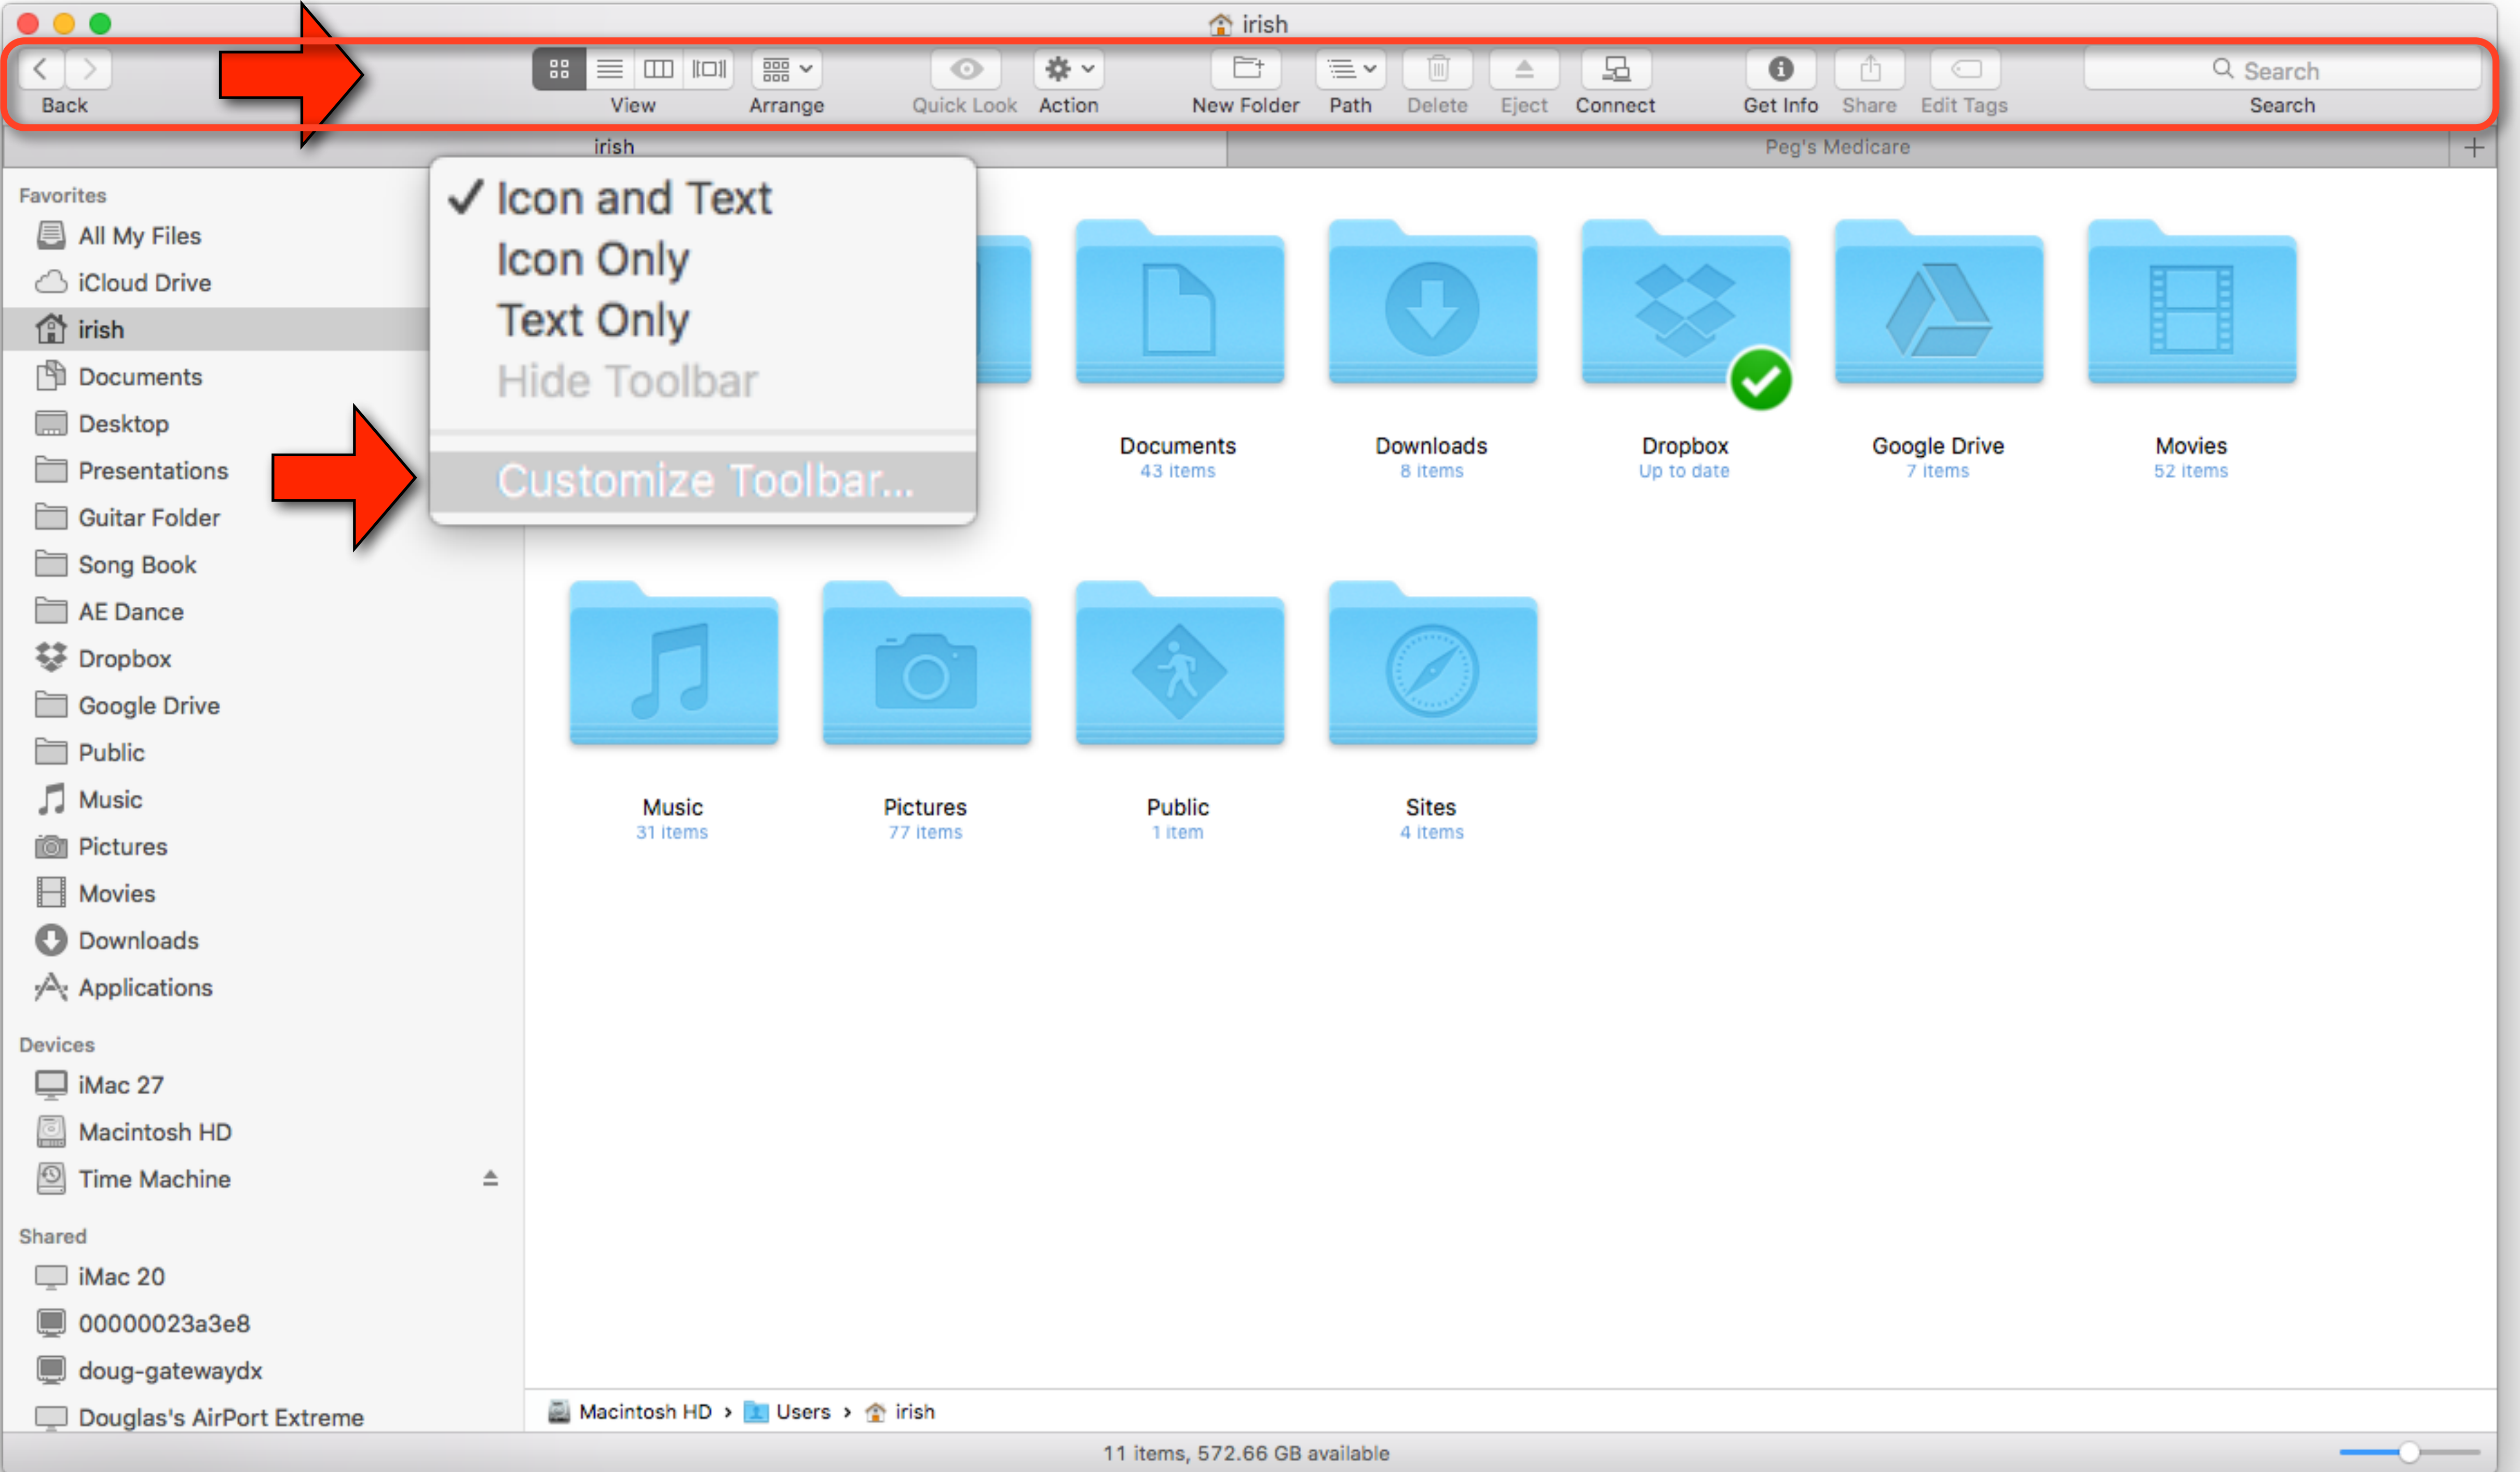 irish
Back
View
Arrange
Quick Look
Action
New Folder
Path
Delete
Eject
Connect
Get Info
Share
Edit Tags
Search
Search
irish
Peg's Medicare
Icon and Text
Icon Only
Text Only
Hide Toolbar
Customize Toolbar...
Favorites
All My Files
iCloud Drive
irish
Documents
Desktop
Presentations
Guitar Folder
Song Book
AE Dance
Dropbox
Google Drive
Public
Music
Pictures
Movies
Downloads
Applications
Devices
iMac 27
Macintosh HD
Time Machine
Shared
iMac 20
00000023a3e8
doug-gatewaydx
Douglas's AirPort Extreme
Documents
43 items
Downloads
8 items
Dropbox
Up to date
Google Drive
7 items
Movies
52 items
Music
31 items
Pictures
77 items
Public
1 item
Sites
4 items
Macintosh HD › Users › irish
11 items, 572.66 GB available